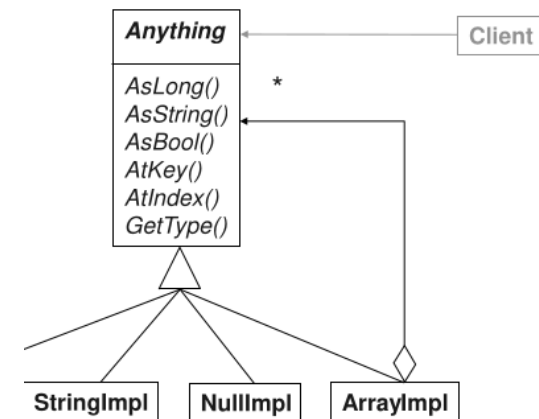 Anything
Client
AsLong()
*
AsString()
AsBool()
AtKey()
AtIndex()
GetType()
StringImpl
NullImpl
ArrayImpl